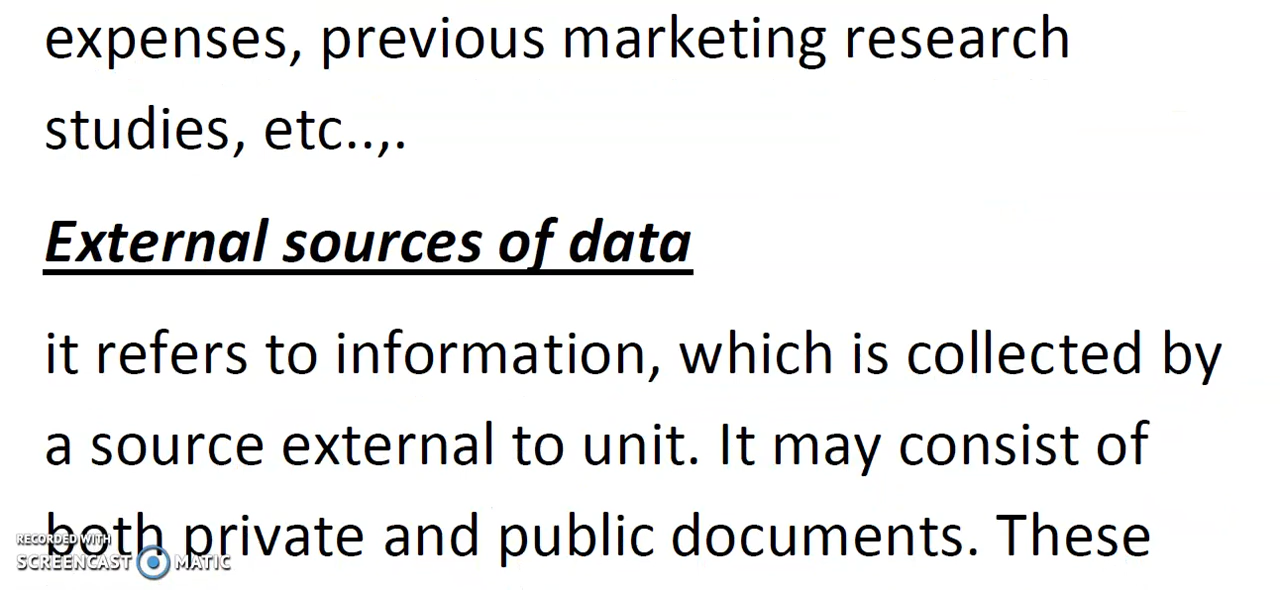 expenses, previous marketing research
studies, etc..,.
External sources of data
it refers to information, which is collected by
a source external to unit. It may consist of
both private and public documents. These
RECORDED WITH
SCREENCAST MATIC